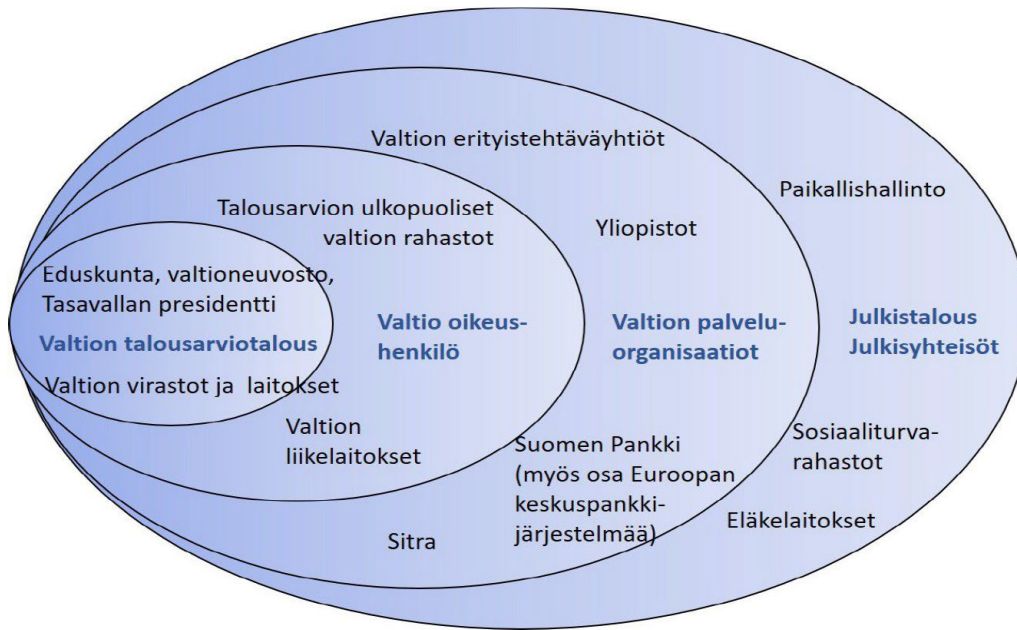 Valtion erityistehtäväyhtiöt
Paikallishallinto
Talousarvion ulkopuoliset
valtion rahastot
Yliopistot
Eduskunta, valtioneuvosto,
Tasavallan presidentti
Valtion talousarviotalous
Valtion virastot ja laitokset
Valtio oikeus-
henkilö
Valtion palvelu-
organisaatiot
Julkistalous
Julkisyhteisöt
Valtion
liikelaitokset
Suomen Pankki
(myös osa Euroopan
keskuspankki-
järjestelmää)
Sosiaaliturva-
rahastot
Sitra
Eläkelaitokset